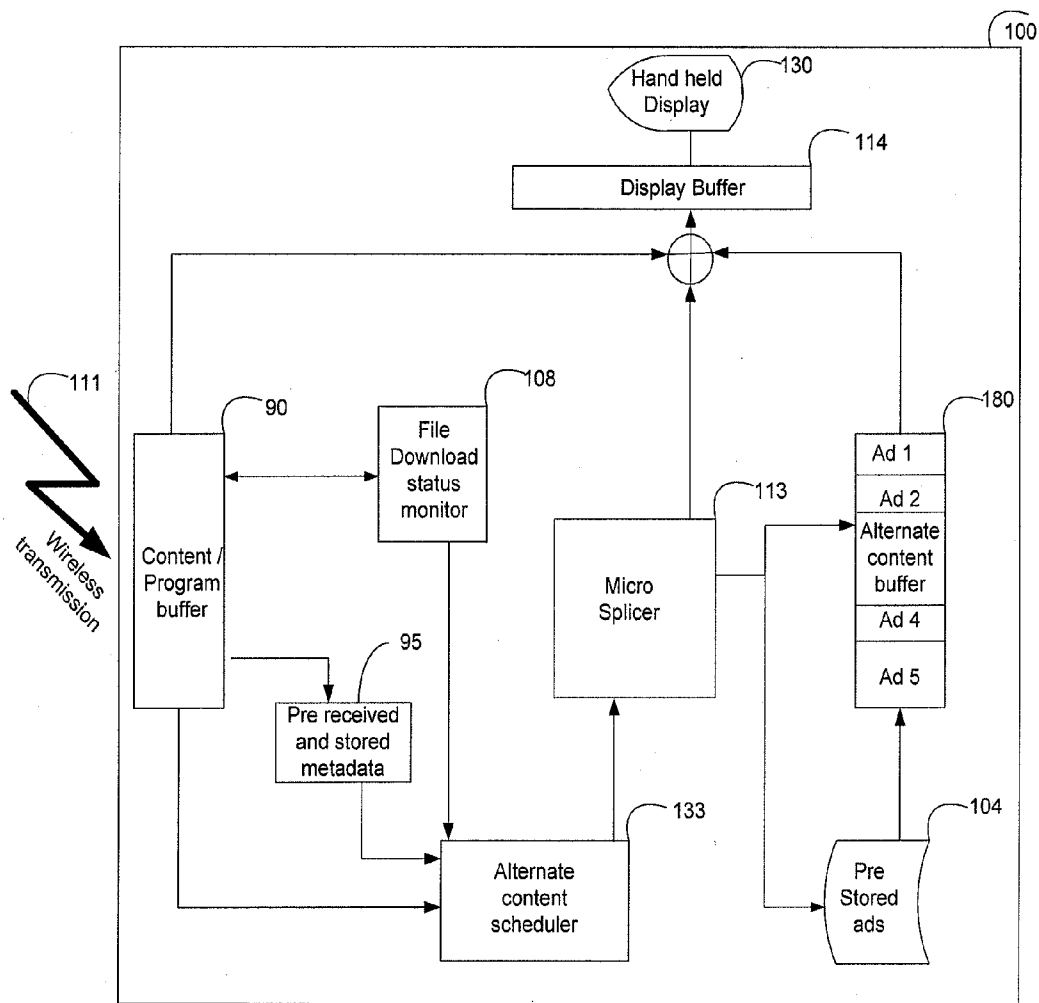 100
Hand held
Display
130
114
Display Buffer
111
Wireless
transmission
90
Content /
Program
buffer
108
File
Download
status
monitor
113
Micro
Splicer
180
Ad 1
Ad 2
Alternate
content
buffer
Ad 4
Ad 5
95
Pre received
and stored
metadata
133
Alternate
content
scheduler
104
Pre
Stored
ads